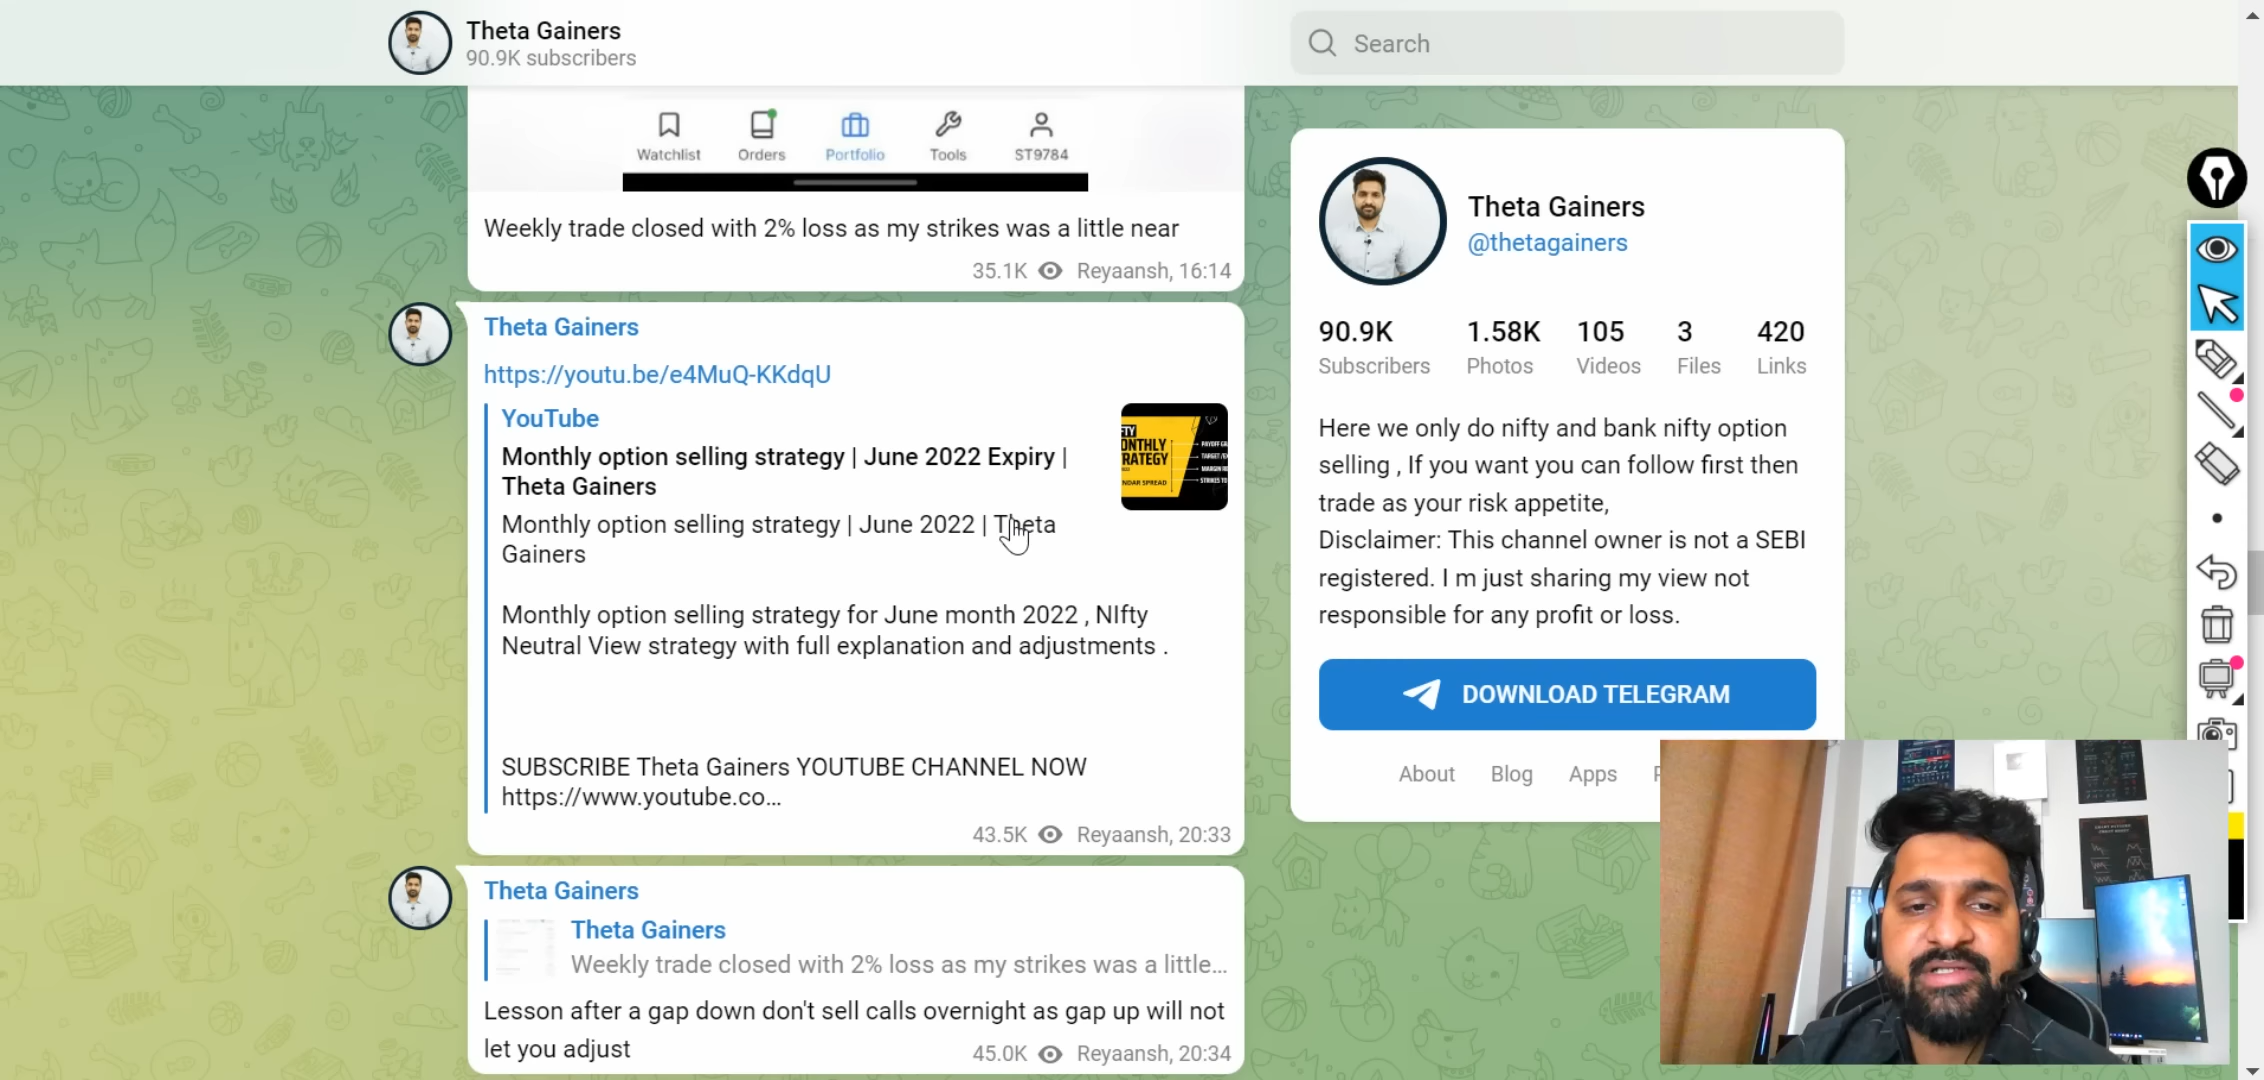 Theta Gainers
90.9K subscribers
Search
Watchlist
Orders
Portfolio
Tools
ST9784
Weekly trade closed with 2% loss as my strikes was a little near
35.1K Reyaansh, 16:14
Theta Gainers
https://youtu.be/e4MuQ-KKdqU
YouTube
Monthly option selling strategy | June 2022 Expiry |
Theta Gainers
Monthly option selling strategy | June 2022 | Theta
Gainers
Monthly option selling strategy for June month 2022 , NIfty
Neutral View strategy with full explanation and adjustments .
SUBSCRIBE Theta Gainers YOUTUBE CHANNEL NOW
https://www.youtube.co...
43.5K Reyaansh, 20:33
Theta Gainers
Theta Gainers
Weekly trade closed with 2% loss as my strikes was a little...
Lesson after a gap down don't sell calls overnight as gap up will not
let you adjust
45.0K Reyaansh, 20:34
Theta Gainers
@thetagainers
90.9K 1.58K 105 3 420
Subscribers Photos Videos Files Links
Here we only do nifty and bank nifty option
selling , If you want you can follow first then
trade as your risk appetite,
Disclaimer: This channel owner is not a SEBI
registered. I m just sharing my view not
responsible for any profit or loss.
DOWNLOAD TELEGRAM
About Blog Apps